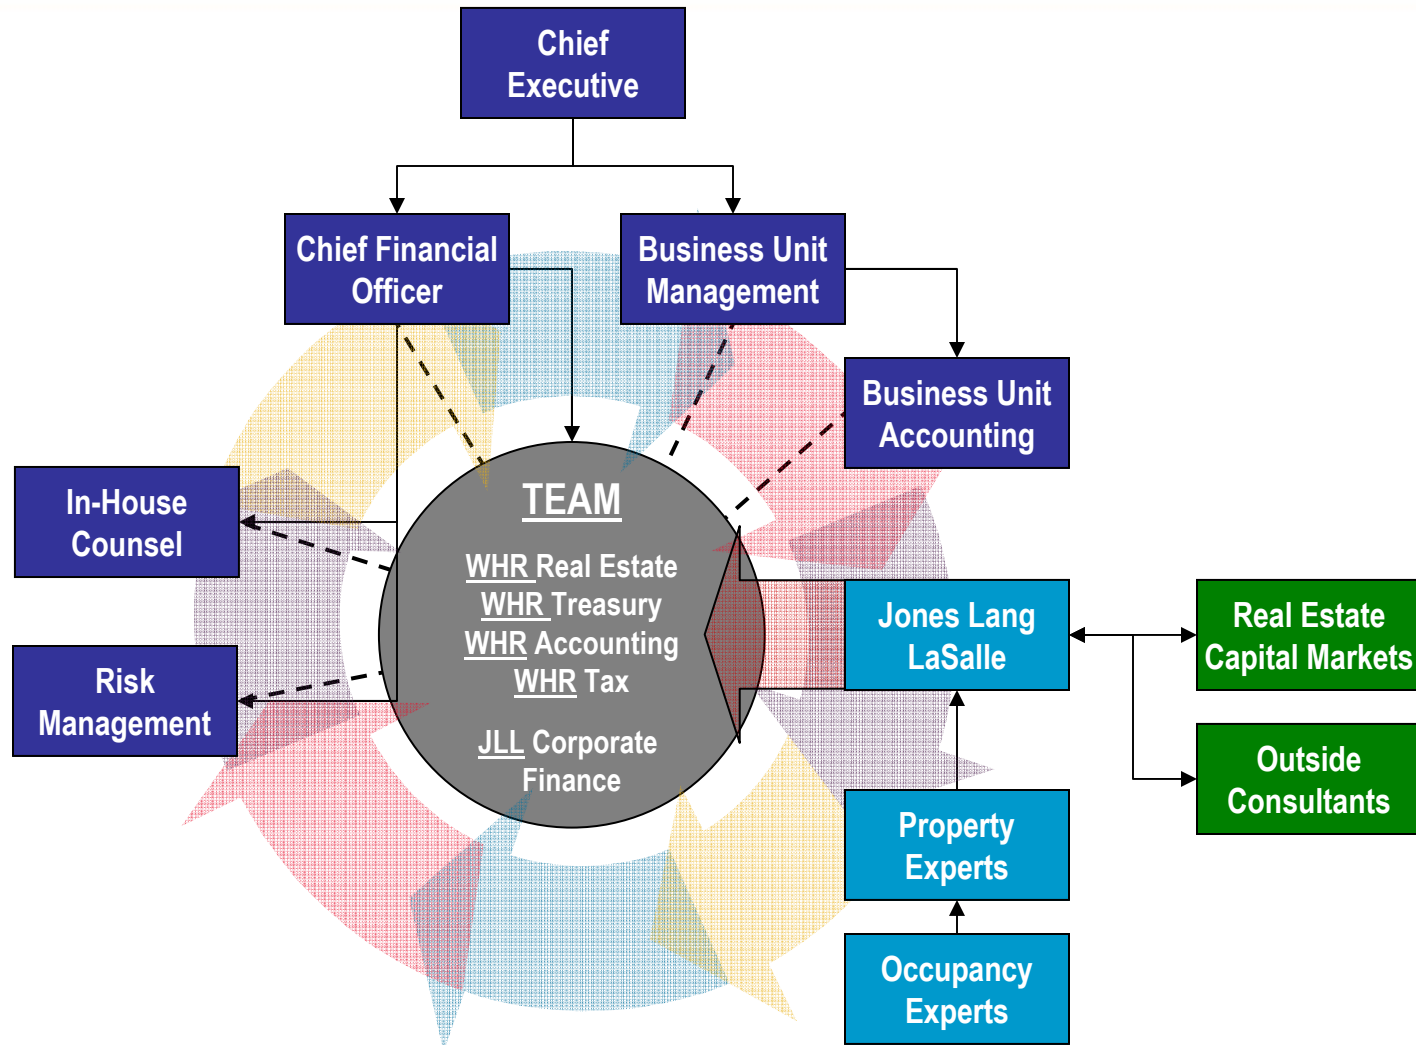 Chief
Executive
Chief Financial
Officer
Business Unit
Management
Business Unit
Accounting
In-House
Counsel
Risk
Management
TEAM
WHR Real Estate
WHR Treasury
WHR Accounting
WHR Tax
JLL Corporate
Finance
Jones Lang
LaSalle
Real Estate
Capital Markets
Outside
Consultants
Property
Experts
Occupancy
Experts